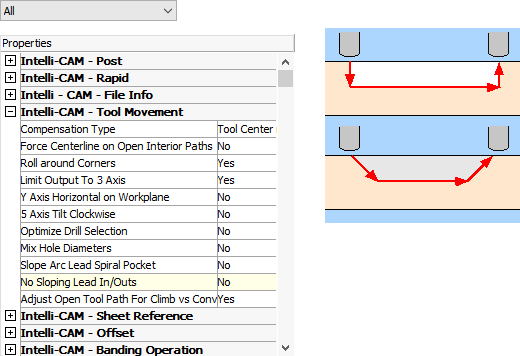 All
Properties
Intelli-CAM - Post
Intelli-CAM - Rapid
Intelli - CAM - File Info
Intelli-CAM - Tool Movement
Compensation Type Tool Center
Force Centerline on Open Interior Paths No
Roll around Corners Yes
Limit Output To 3 Axis Yes
Y Axis Horizontal on Workplane No
5 Axis Tilt Clockwise No
Optimize Drill Selection No
Mix Hole Diameters No
Slope Arc Lead Spiral Pocket No
No Sloping Lead In/Outs No
Adjust Open Tool Path For Climb vs Conv Yes
Intelli-CAM - Sheet Reference
Intelli-CAM - Offset
Intelli-CAM - Banding Operation